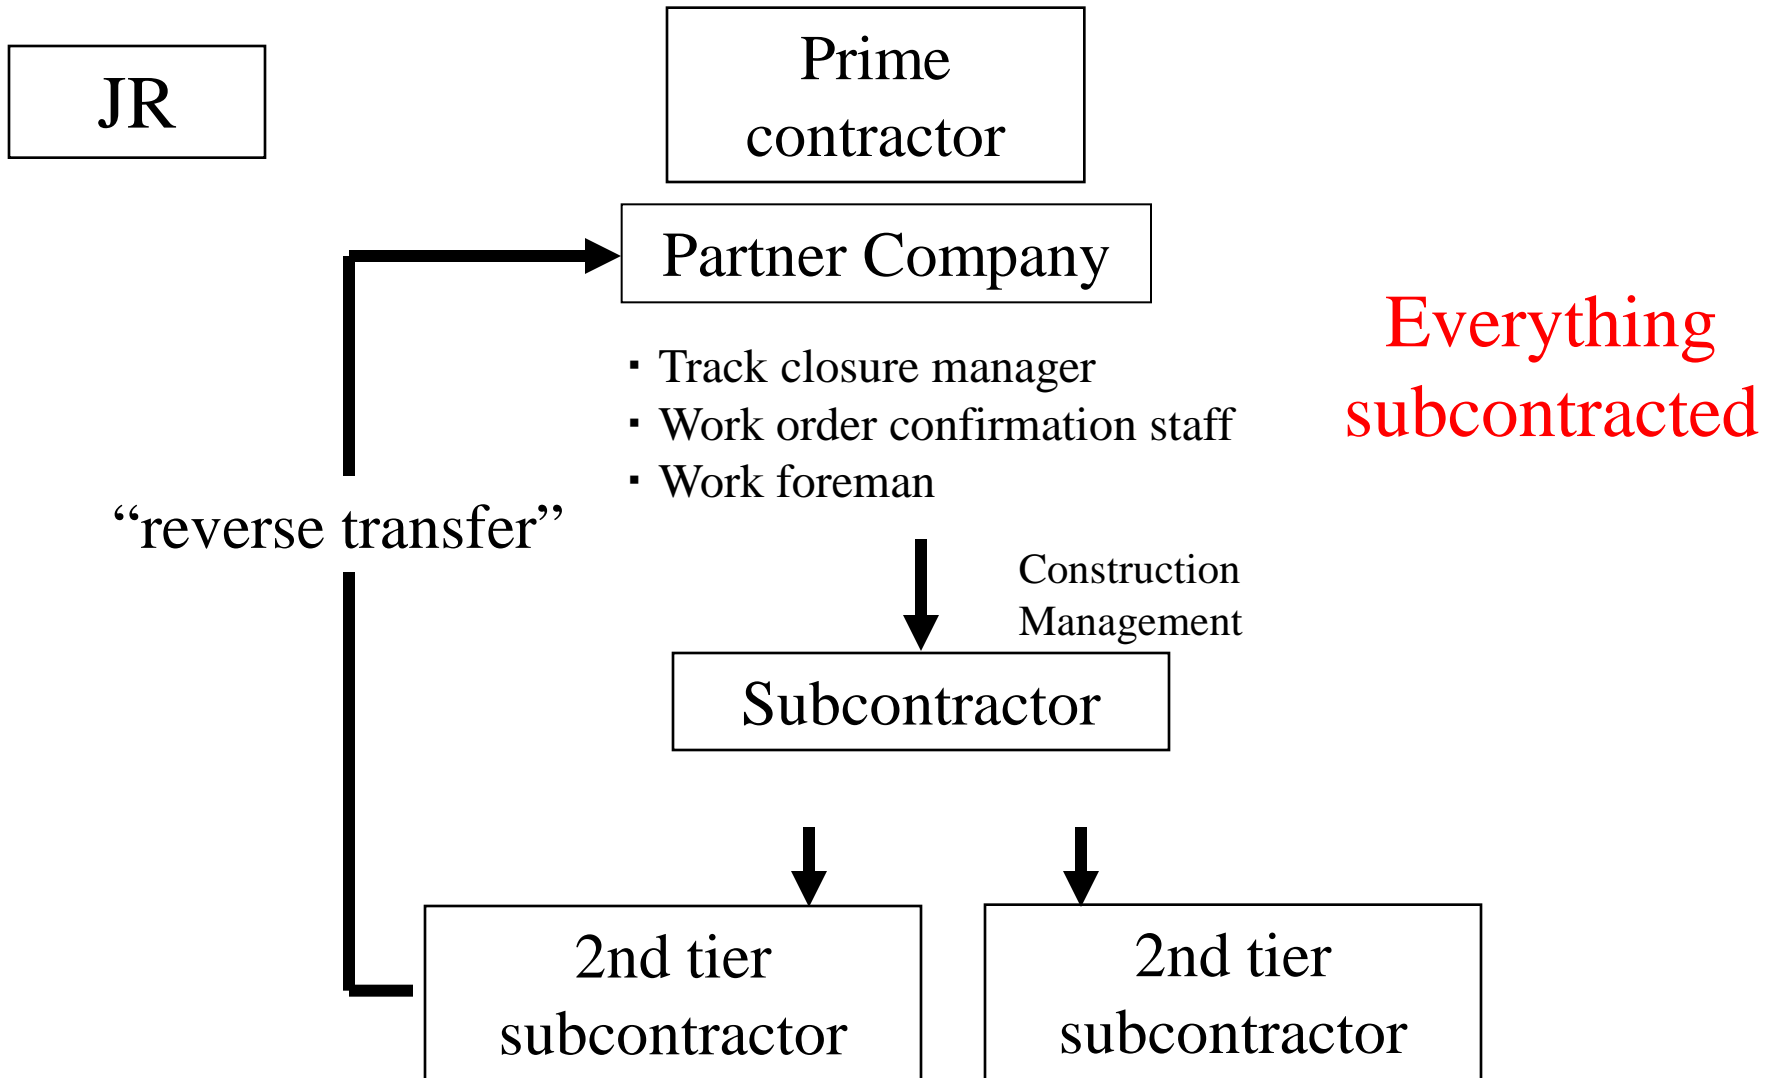 JR
Prime
contractor
Partner Company
・Track closure manager
・Work order confirmation staff
・Work foreman
Everything
subcontracted
“reverse transfer”
Construction
Management
Subcontractor
2nd tier
subcontractor
2nd tier
subcontractor